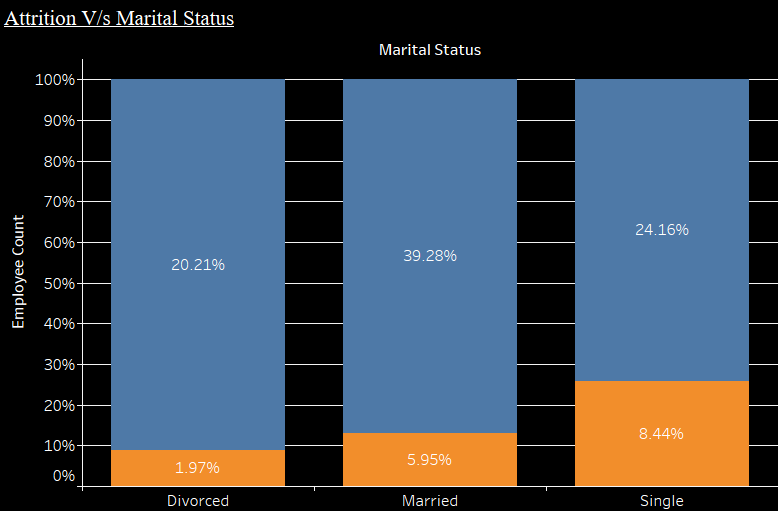 Attrition V/s Marital Status
Marital Status
100%
90%
80%
70%
60%
50%
40%
30%
20%
10%
0%
Employee Count
20.21%
39.28%
24.16%
1.97%
5.95%
8.44%
Divorced
Married
Single